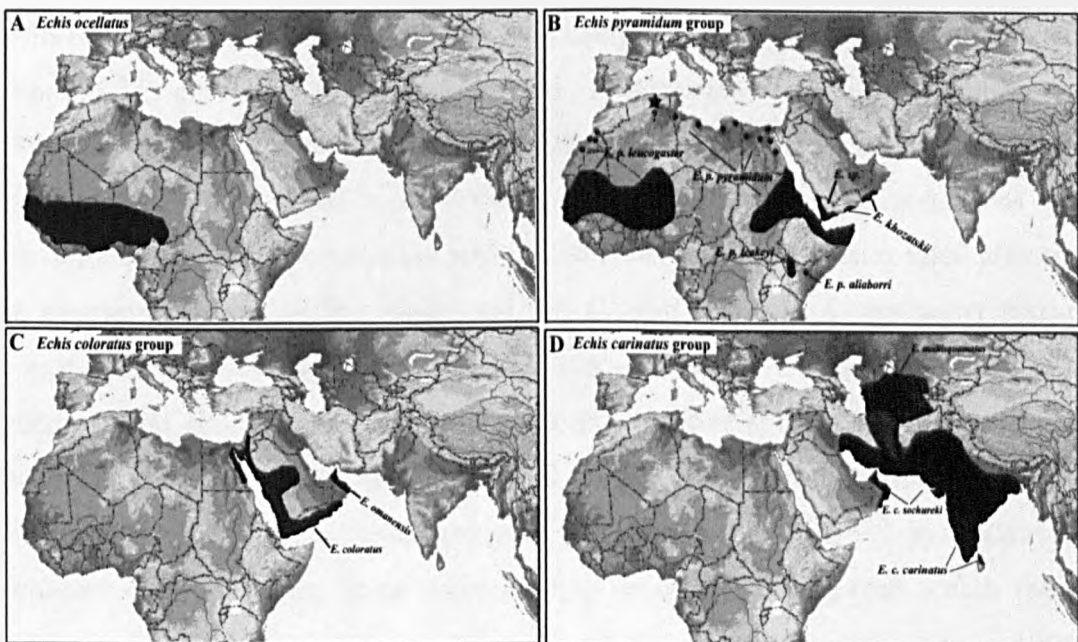 A Echis ocellatus
B Echis pyramidum group
E. p. leucogaster
E. p. pyramidum
E. sp.
E. khozatskii
E. p. leakeyi
E. p. aliaborri
?
C Echis coloratus group
E. omanensis
E. coloratus
D Echis carinatus group
E. multisquamatus
E. c. sochureki
E. c. carinatus